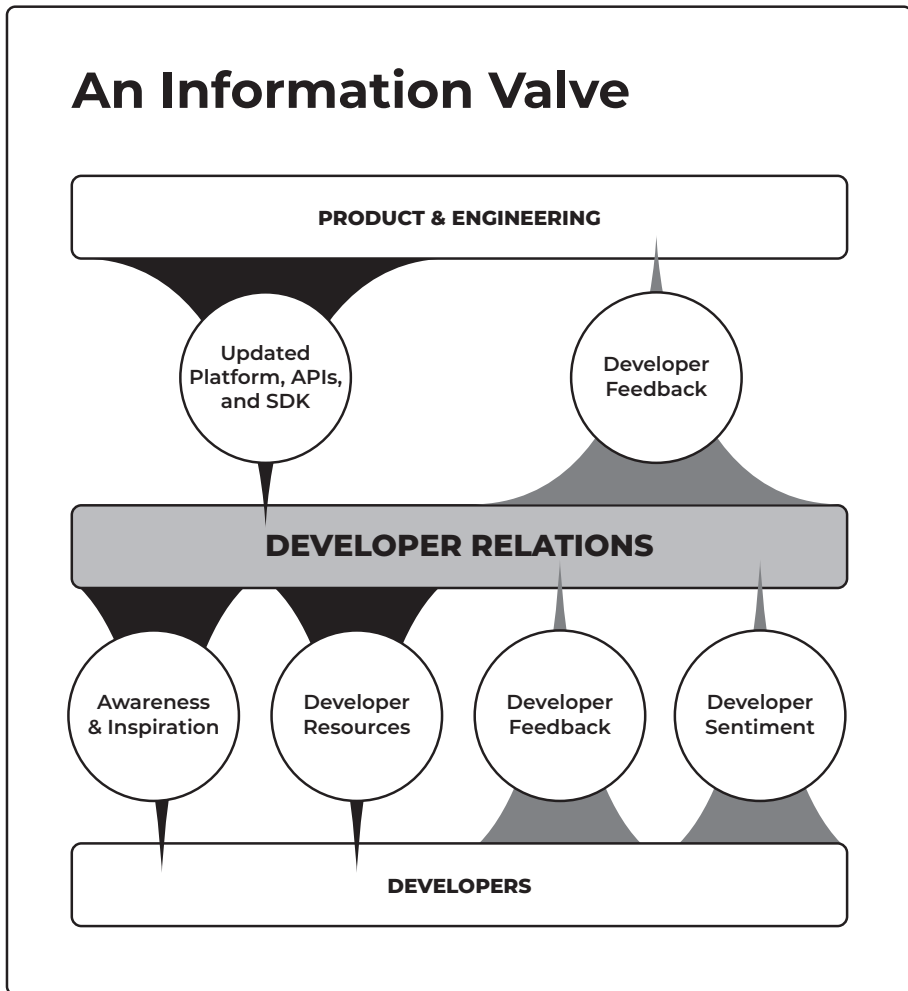 An Information Valve
PRODUCT & ENGINEERING
Updated
Platform, APIs,
and SDK
Developer
Feedback
DEVELOPER RELATIONS
Awareness
& Inspiration
Developer
Resources
Developer
Feedback
Developer
Sentiment
DEVELOPERS